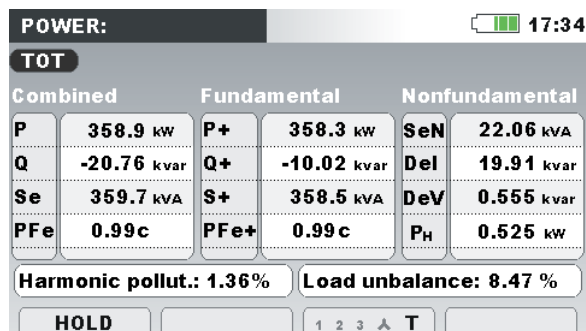 POWER: 17:34
TOT
Combined Fundamental Nonfundamental
P 358.9 kW P+ 358.3 kW SeN 22.06 kVA
Q -20.76 kvar Q+ -10.02 kvar DeI 19.91 kvar
Se 359.7 kVA S+ 358.5 kVA DeV 0.555 kvar
PFe 0.99c PFe+ 0.99c PH 0.525 kW
Harmonic pollut.: 1.36% Load unbalance: 8.47 %
HOLD 1 2 3 T